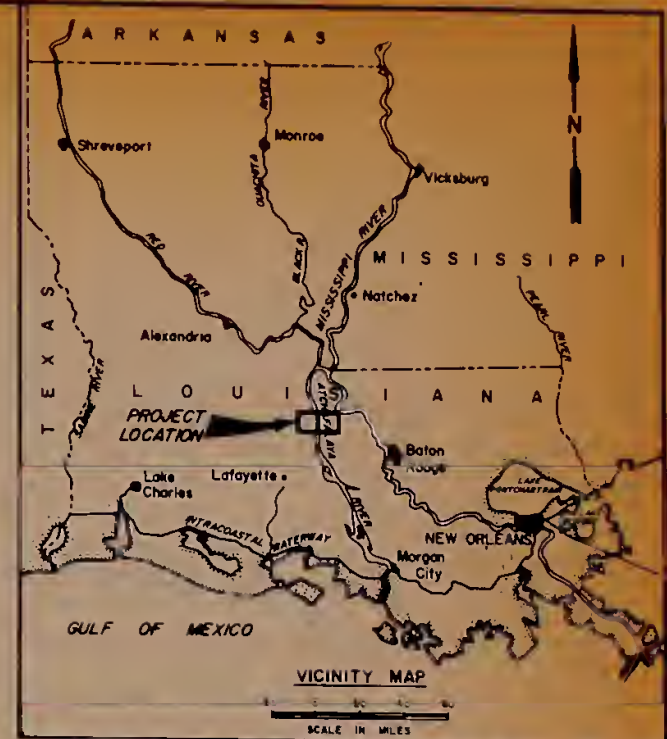 ARKANSAS
N
Shreveport
Monroe
OUACHITA RIVER
Vicksburg
BLACK R.
RED RIVER
MISSISSIPPI RIVER
MISSISSIPPI
Natchez
PEARL RIVER
Alexandria
TEXAS
SABINE RIVER
LOUISIANA
PROJECT
LOCATION
ATCHAFALAYA
RIVER
Baton
Rouge
Lake
Charles
Lafayette
LAKE
PONTCHARTRAIN
INTRACOASTAL WATERWAY
NEW ORLEANS
Morgan
City
GULF OF MEXICO
VICINITY MAP
SCALE IN MILES